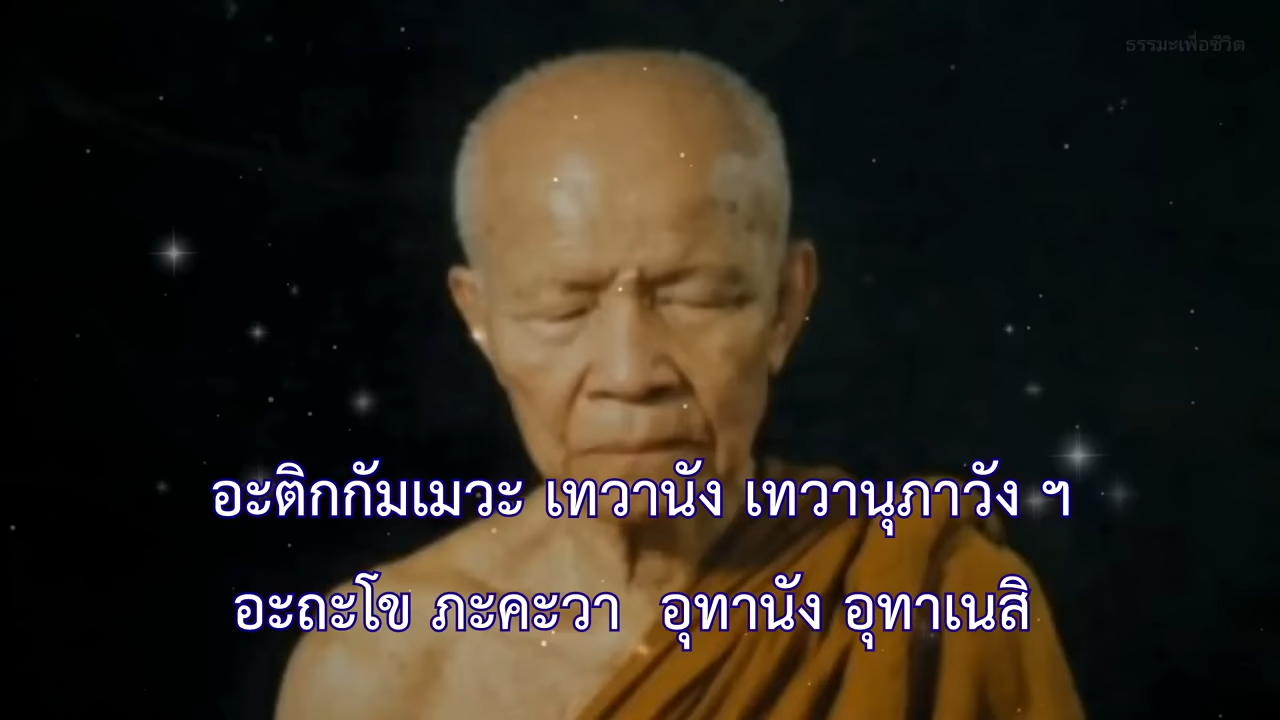 ธรรมะเพื่อชีวิต
อะติกกัมเมวะ เทวานัง เทวานุภาวัง ฯ
อะถะโข ภะคะวา อุทานัง อุทาเนสิ